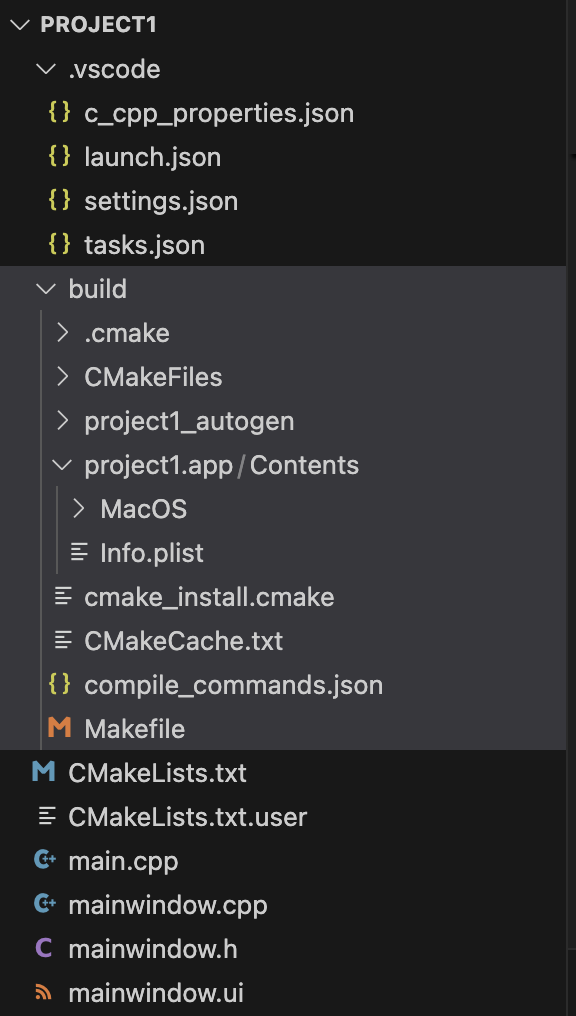 PROJECT1
.vscode
{} c_cpp_properties.json
{} launch.json
{} settings.json
{} tasks.json
build
.cmake
CMakeFiles
project1_autogen
project1.app/Contents
MacOS
Info.plist
cmake_install.cmake
CMakeCache.txt
{} compile_commands.json
M Makefile
M CMakeLists.txt
CMakeLists.txt.user
C++ main.cpp
C++ mainwindow.cpp
C mainwindow.h
mainwindow.ui